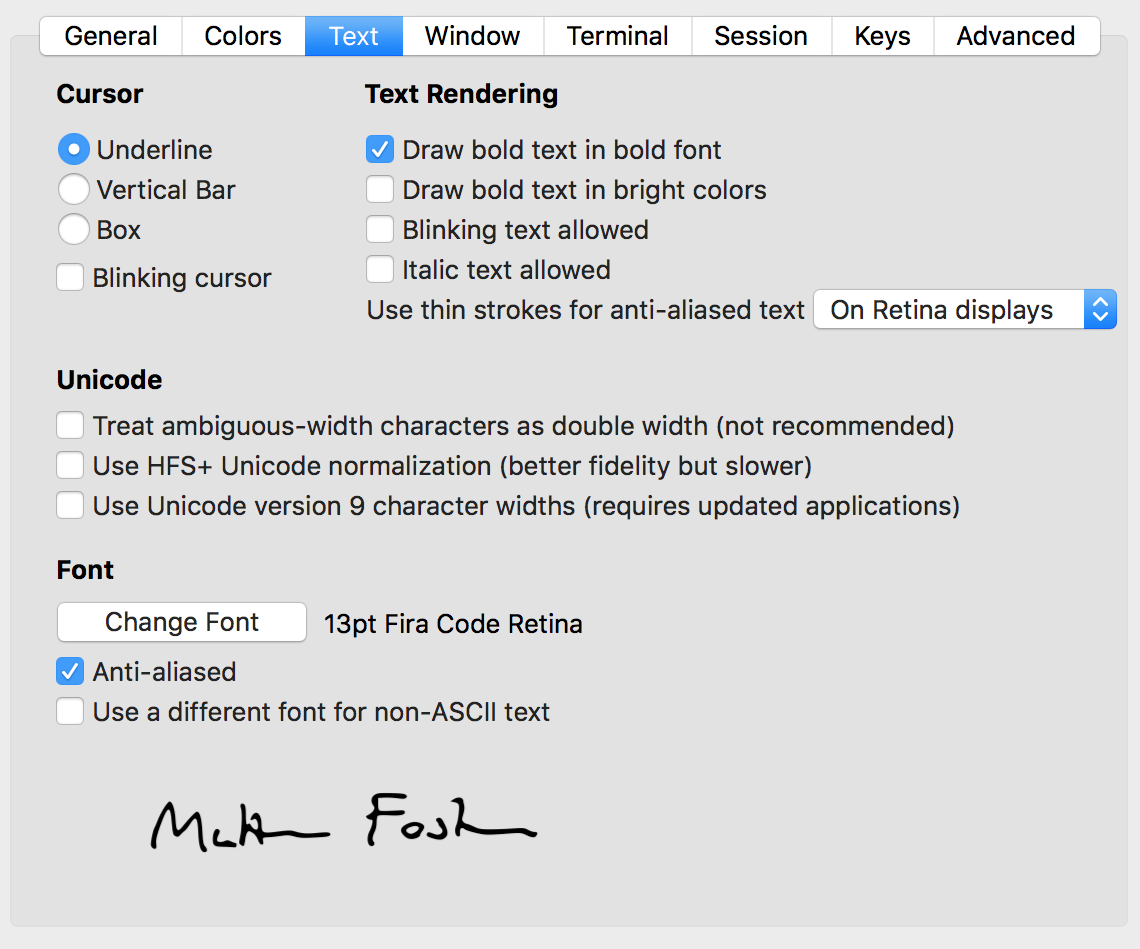 General Colors Text Window Terminal Session Keys Advanced
Cursor
Underline
Vertical Bar
Box
Blinking cursor
Text Rendering
Draw bold text in bold font
Draw bold text in bright colors
Blinking text allowed
Italic text allowed
Use thin strokes for anti-aliased text On Retina displays
Unicode
Treat ambiguous-width characters as double width (not recommended)
Use HFS+ Unicode normalization (better fidelity but slower)
Use Unicode version 9 character widths (requires updated applications)
Font
Change Font 13pt Fira Code Retina
Anti-aliased
Use a different font for non-ASCII text